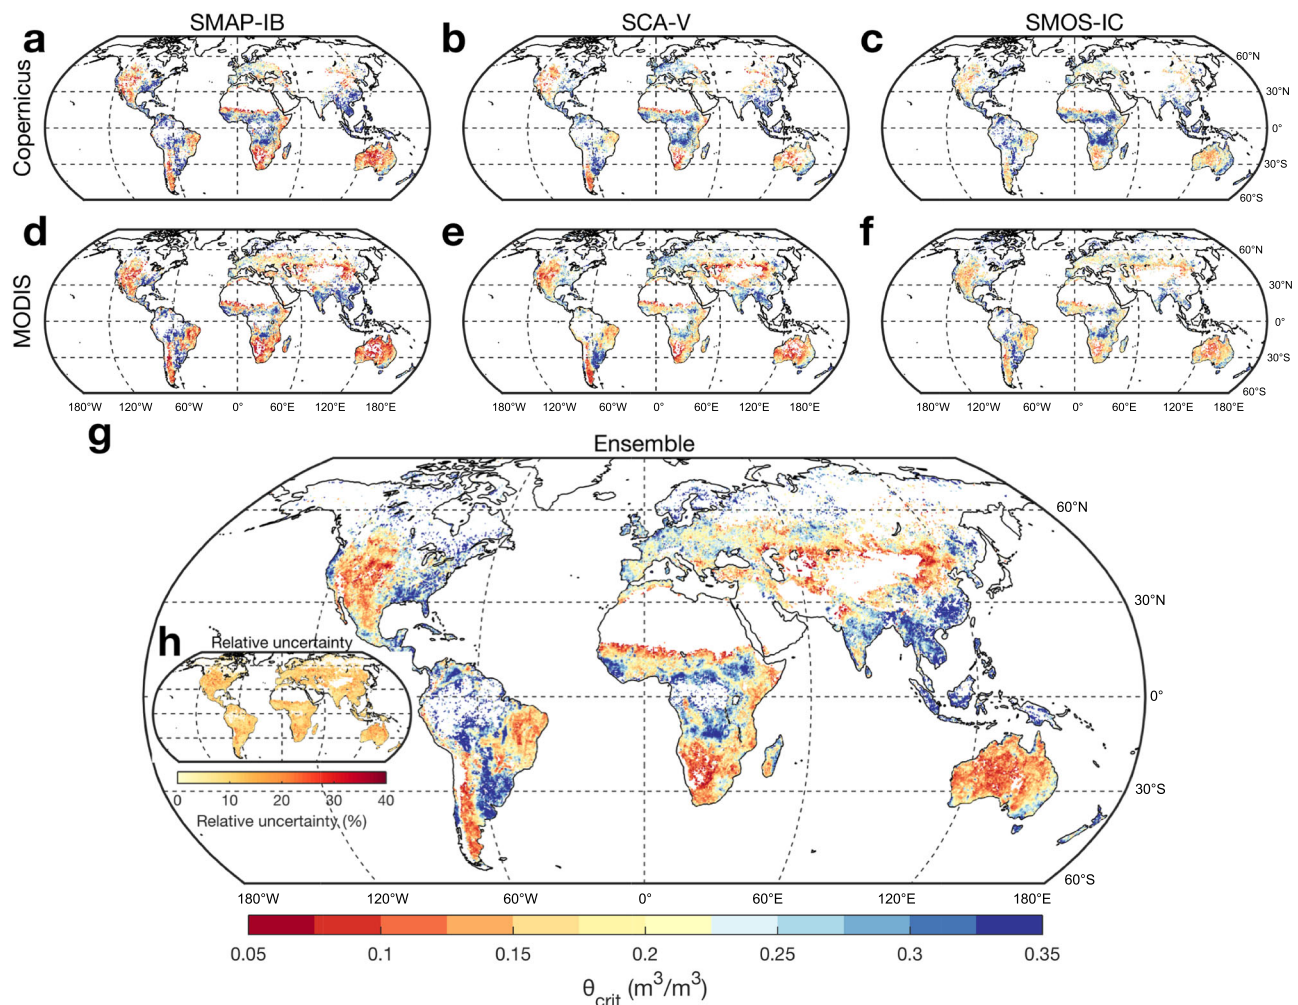 SMAP-IB SCA-V SMOS-IC
a b c
Copernicus
60°N
30°N
0°
30°S
60°S
d e f
MODIS
60°N
30°N
0°
30°S
60°S
180°W 120°W 60°W 0° 60°E 120°E 180°E 180°W 120°W 60°W 0° 60°E 120°E 180°E 180°W 120°W 60°W 0° 60°E 120°E 180°E
g
Ensemble
60°N
30°N
h Relative uncertainty
0°
0 10 20 30 40
Relative uncertainty (%)
30°S
60°S
180°W 120°W 60°W 0° 60°E 120°E 180°E
0.05 0.1 0.15 0.2 0.25 0.3 0.35
θcrit (m³/m³)